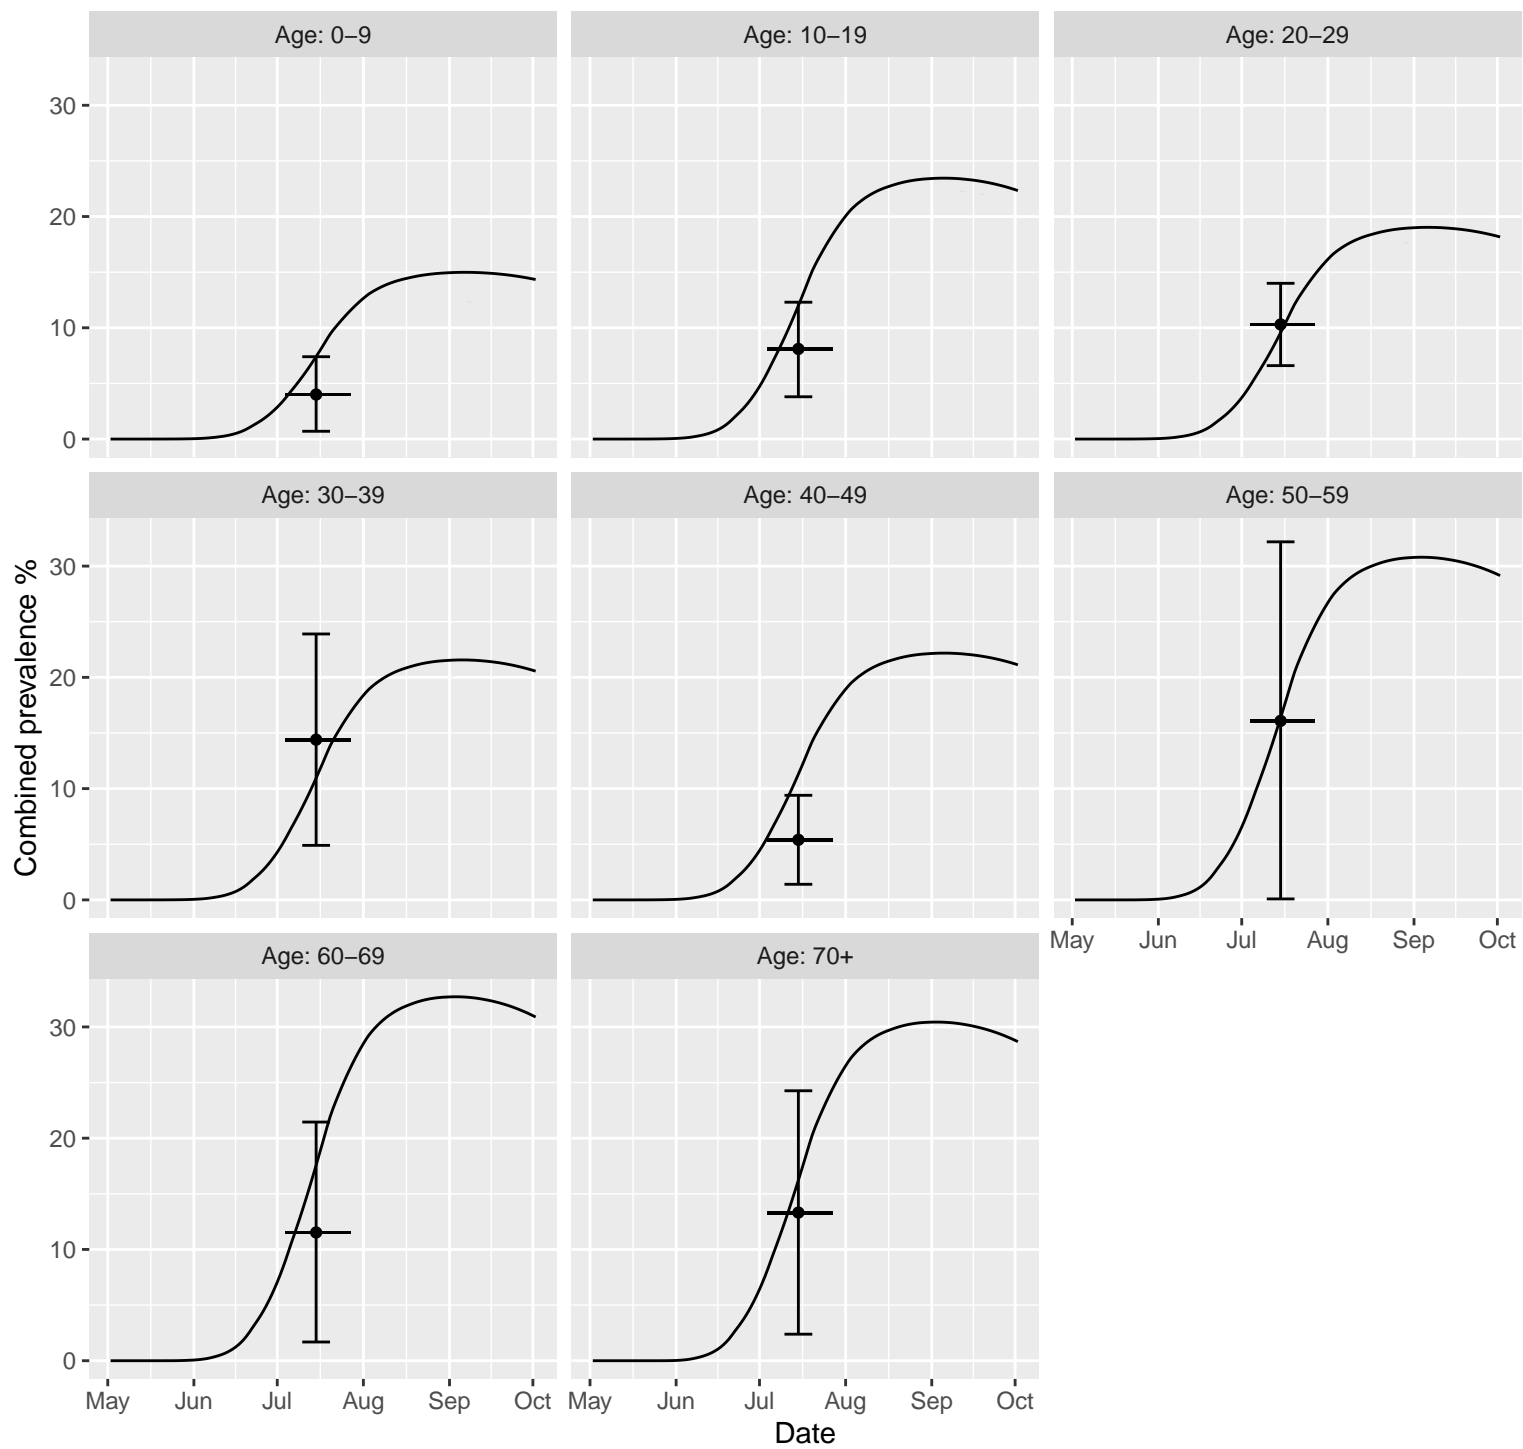 Age: 0–9
Age: 10–19
Age: 20–29
30
20
10
0
Age: 30–39
Age: 40–49
Age: 50–59
30
20
10
0
May Jun Jul Aug Sep Oct
Age: 60–69
Age: 70+
30
20
10
0
May Jun Jul Aug Sep Oct
May Jun Jul Aug Sep Oct
Combined prevalence %
Date